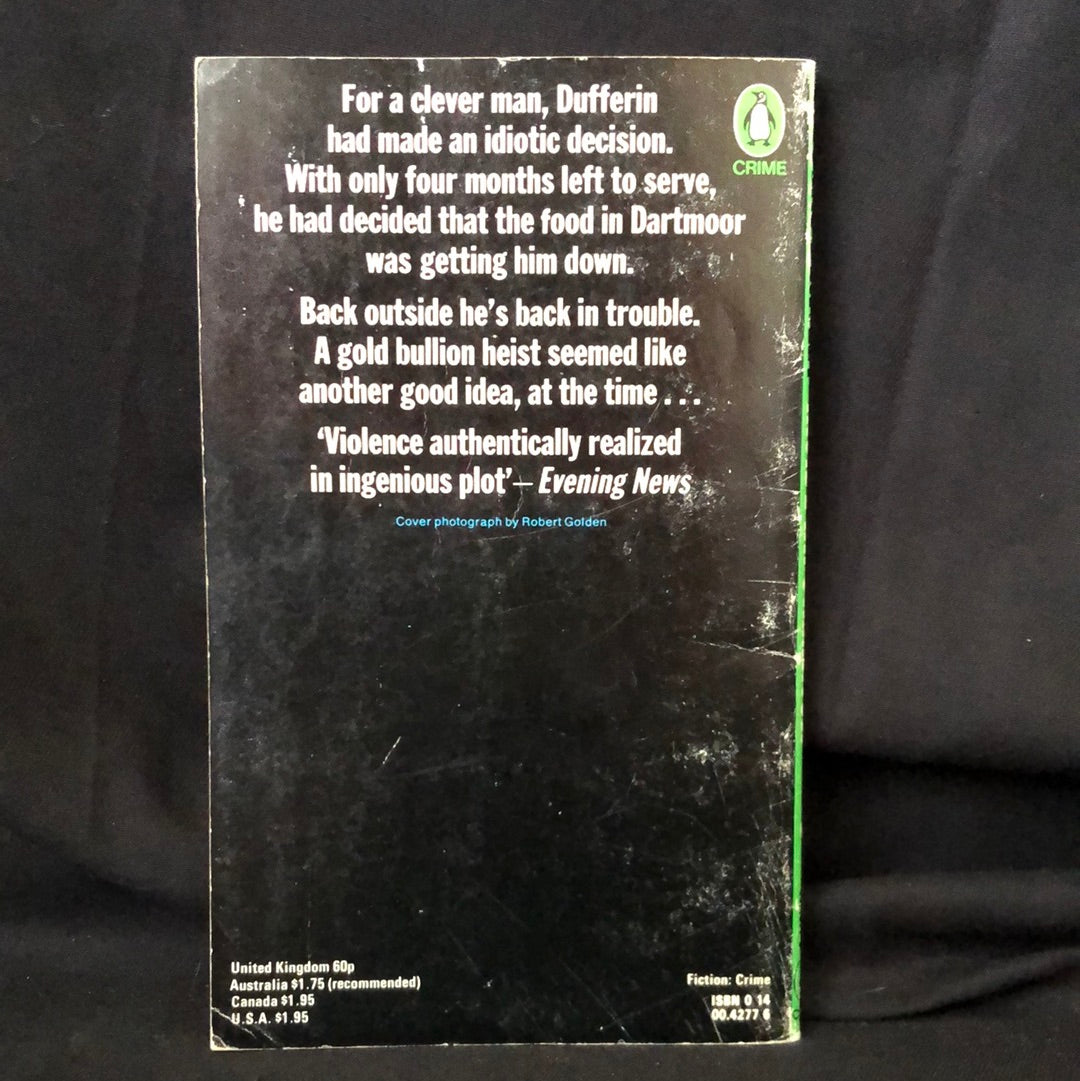 For a clever man, Dufferin
had made an idiotic decision.
With only four months left to serve,
he had decided that the food in Dartmoor
was getting him down.
CRIME
Back outside he's back in trouble.
A gold bullion heist seemed like
another good idea, at the time . . .
‘Violence authentically realized
in ingenious plot’– Evening News
Cover photograph by Robert Golden
United Kingdom 60p
Australia $1.75 (recommended)
Canada $1.95
U.S.A. $1.95
Fiction: Crime
ISBN 0 14
00.4277 6